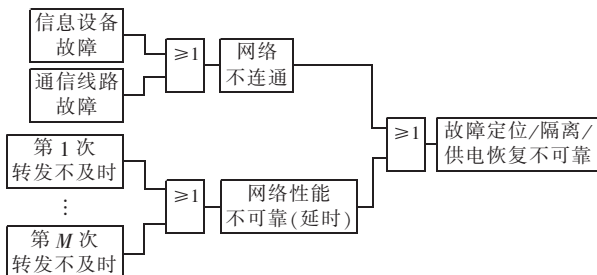 信息设备
故障
≥1
网络
不连通
通信线路
故障
≥1
故障定位/隔离/
供电恢复不可靠
第 1 次
转发不及时
≥1
网络性能
不可靠(延时)
⋮
第 M 次
转发不及时